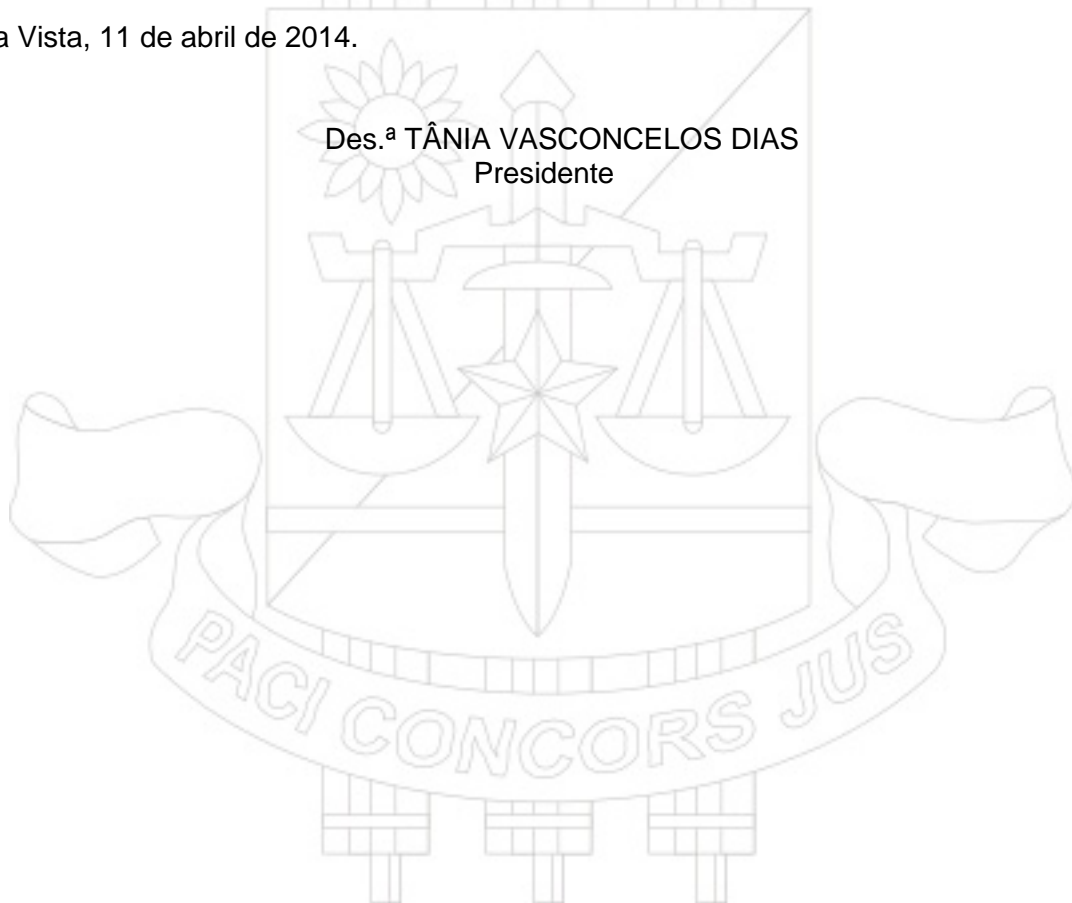 a Vista, 11 de abril de 2014.
Des.ª TÂNIA VASCONCELOS DIAS
Presidente
PACI CONCORS JUS